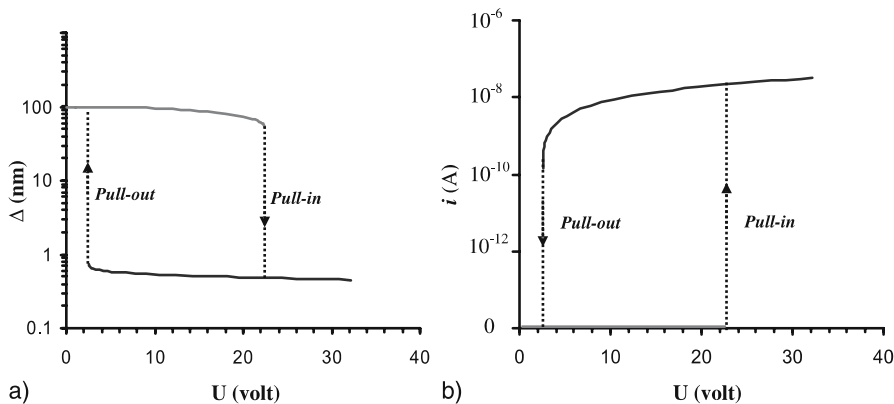 Δ (nm)
100
10
1
0.1
Pull-out
Pull-in
0 10 20 30 40
U (volt)
a)
i (A)
10⁻⁶
10⁻⁸
10⁻¹⁰
10⁻¹²
0
Pull-out
Pull-in
0 10 20 30 40
U (volt)
b)